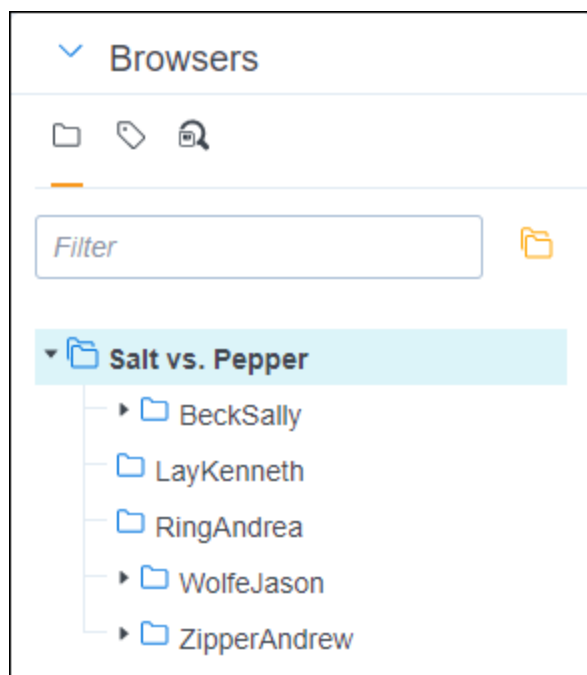 Browsers
Filter
Salt vs. Pepper
BeckSally
LayKenneth
RingAndrea
WolfeJason
ZipperAndrew